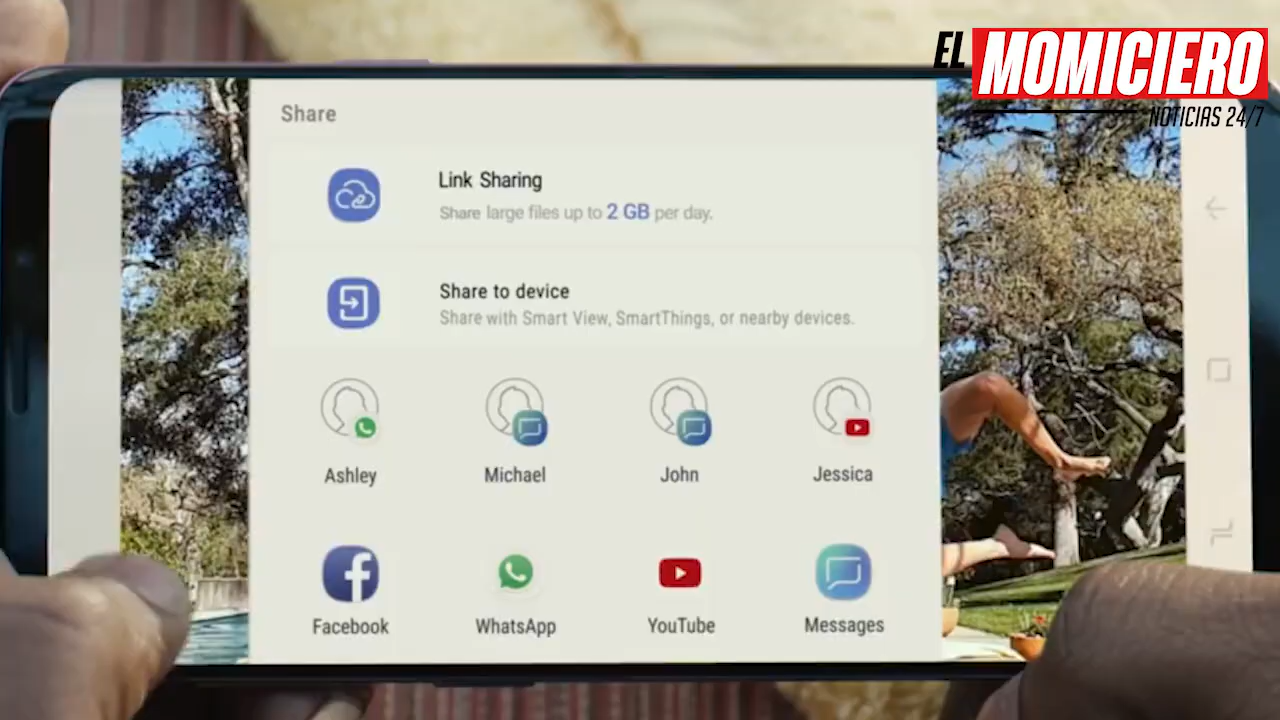 EL MOMICIERO
NOTICIAS 24/7
Share
Link Sharing
Share large files up to 2 GB per day.
Share to device
Share with Smart View, SmartThings, or nearby devices.
Ashley
Michael
John
Jessica
Facebook
WhatsApp
YouTube
Messages